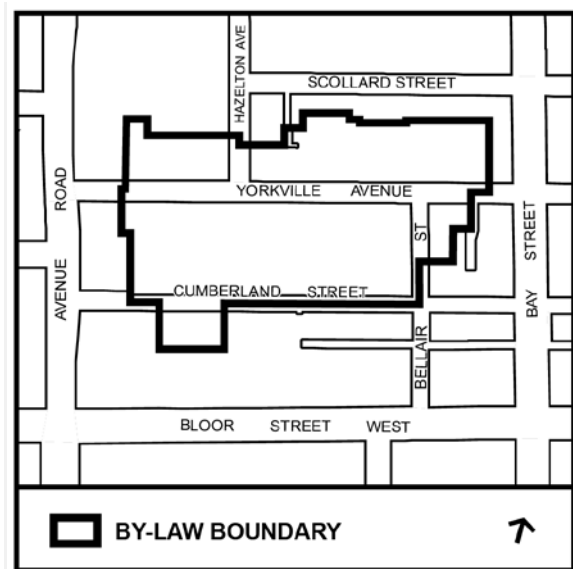 HAZELTON AVE
SCOLLARD STREET
AVENUE ROAD
YORKVILLE AVENUE
BELLAIR ST
BAY STREET
CUMBERLAND STREET
BLOOR STREET WEST
BY-LAW BOUNDARY